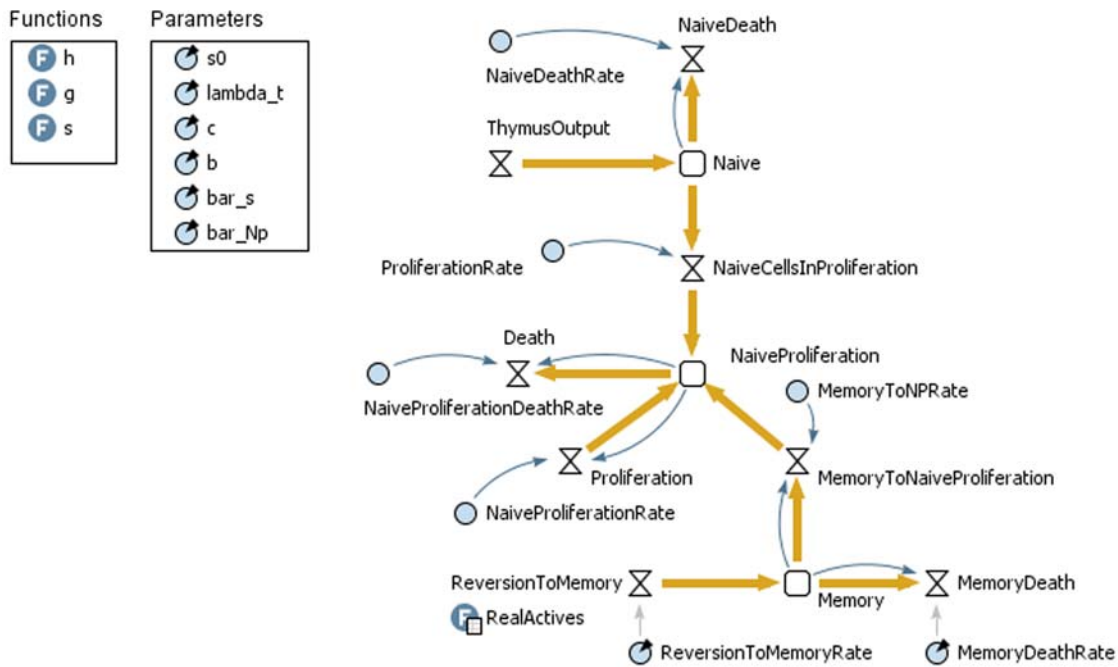 Functions
F h
F g
F s
Parameters
s0
lambda_t
c
b
bar_s
bar_Np
NaiveDeath
NaiveDeathRate
ThymusOutput
Naive
ProliferationRate
NaiveCellsInProliferation
Death
NaiveProliferation
NaiveProliferationDeathRate
MemoryToNPRate
Proliferation
MemoryToNaiveProliferation
NaiveProliferationRate
ReversionToMemory
Memory
MemoryDeath
F RealActives
ReversionToMemoryRate
MemoryDeathRate